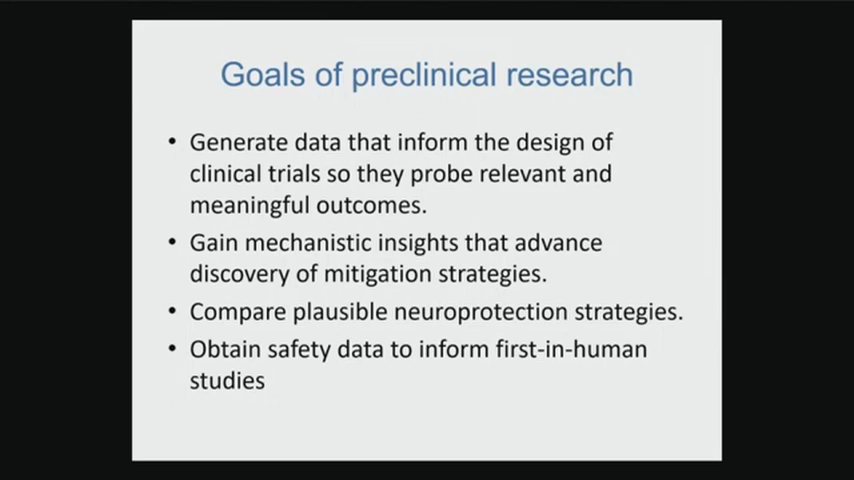 Goals of preclinical research
• Generate data that inform the design of
clinical trials so they probe relevant and
meaningful outcomes.
• Gain mechanistic insights that advance
discovery of mitigation strategies.
• Compare plausible neuroprotection strategies.
• Obtain safety data to inform first-in-human
studies